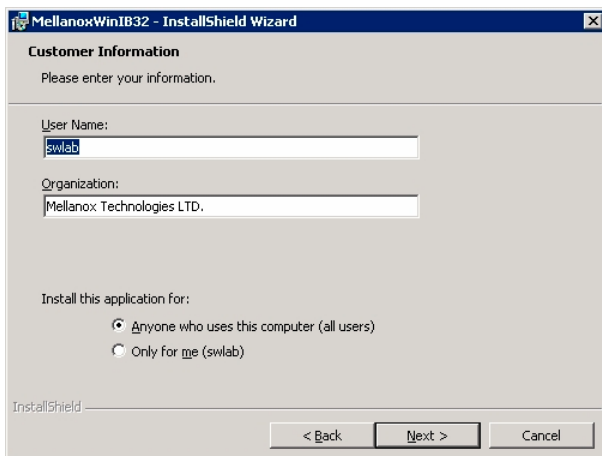 MellanoxWinIB32 - InstallShield Wizard
Customer Information
Please enter your information.
User Name:
swlab
Organization:
Mellanox Technologies LTD.
Install this application for:
Anyone who uses this computer (all users)
Only for me (swlab)
InstallShield
< Back Next > Cancel